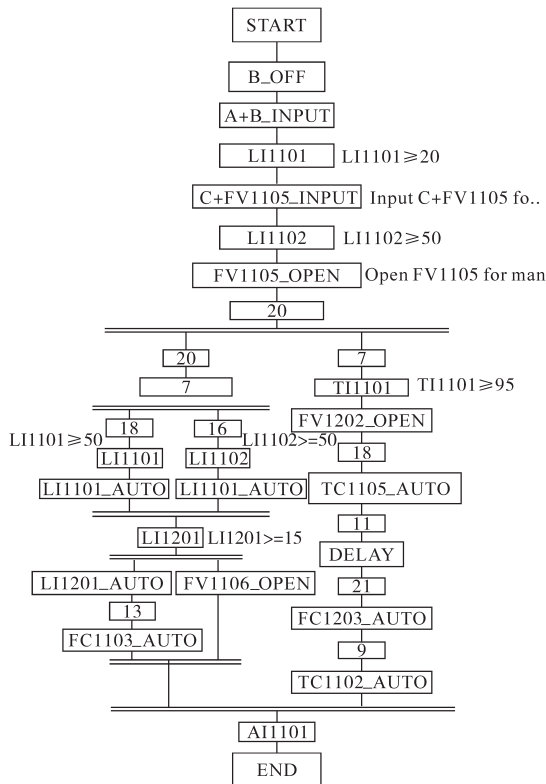 START
B_OFF
A+B_INPUT
LI1101 LI1101≥20
C+FV1105_INPUT Input C+FV1105 fo..
LI1102 LI1102≥50
FV1105_OPEN Open FV1105 for man
20
20
7
7
TI1101 TI1101≥95
18
16
FV1202_OPEN
LI1101≥50
LI1102>=50
LI1101
LI1102
18
LI1101_AUTO
LI1101_AUTO
TC1105_AUTO
11
LI1201 LI1201>=15
DELAY
LI1201_AUTO
FV1106_OPEN
21
13
FC1203_AUTO
FC1103_AUTO
9
TC1102_AUTO
AI1101
END